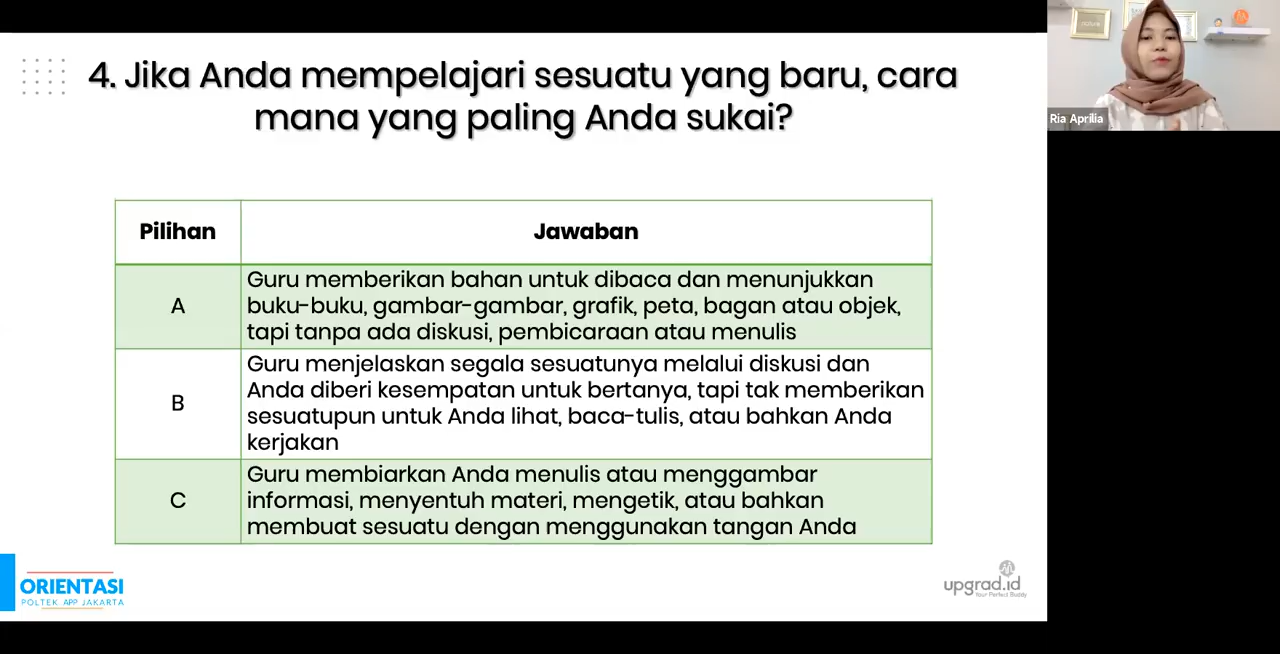 4. Jika Anda mempelajari sesuatu yang baru, cara
mana yang paling Anda sukai?
Pilihan
Jawaban
A
Guru memberikan bahan untuk dibaca dan menunjukkan
buku-buku, gambar-gambar, grafik, peta, bagan atau objek,
tapi tanpa ada diskusi, pembicaraan atau menulis
B
Guru menjelaskan segala sesuatunya melalui diskusi dan
Anda diberi kesempatan untuk bertanya, tapi tak memberikan
sesuatupun untuk Anda lihat, baca-tulis, atau bahkan Anda
kerjakan
C
Guru membiarkan Anda menulis atau menggambar
informasi, menyentuh materi, mengetik, atau bahkan
membuat sesuatu dengan menggunakan tangan Anda
ORIENTASI
POLTEK APP JAKARTA
upgrad.id
Your Perfect Buddy
Ria Aprilia